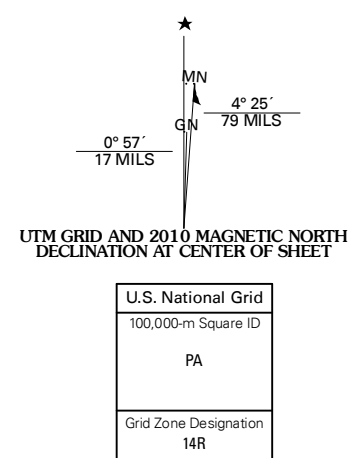 ★
MN
4° 25´
79 MILS
GN
0° 57´
17 MILS
UTM GRID AND 2010 MAGNETIC NORTH
DECLINATION AT CENTER OF SHEET
U.S. National Grid
100,000-m Square ID
PA
Grid Zone Designation
14R